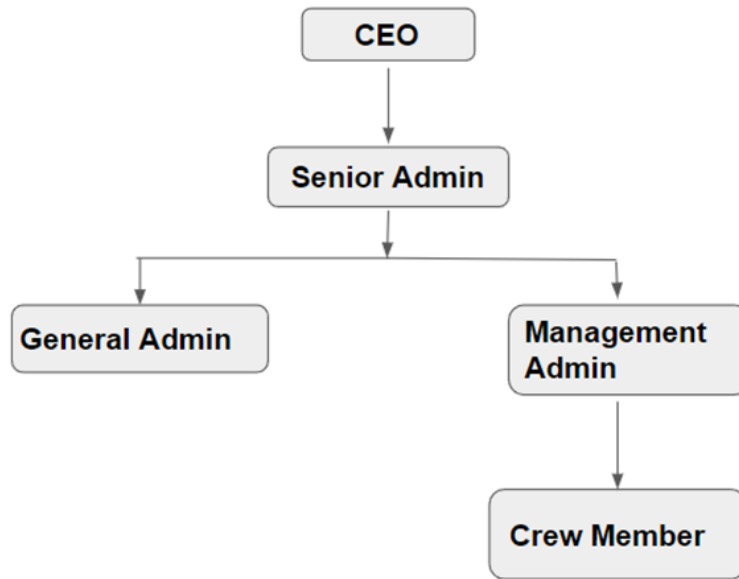 CEO
Senior Admin
General Admin
Management
Admin
Crew Member